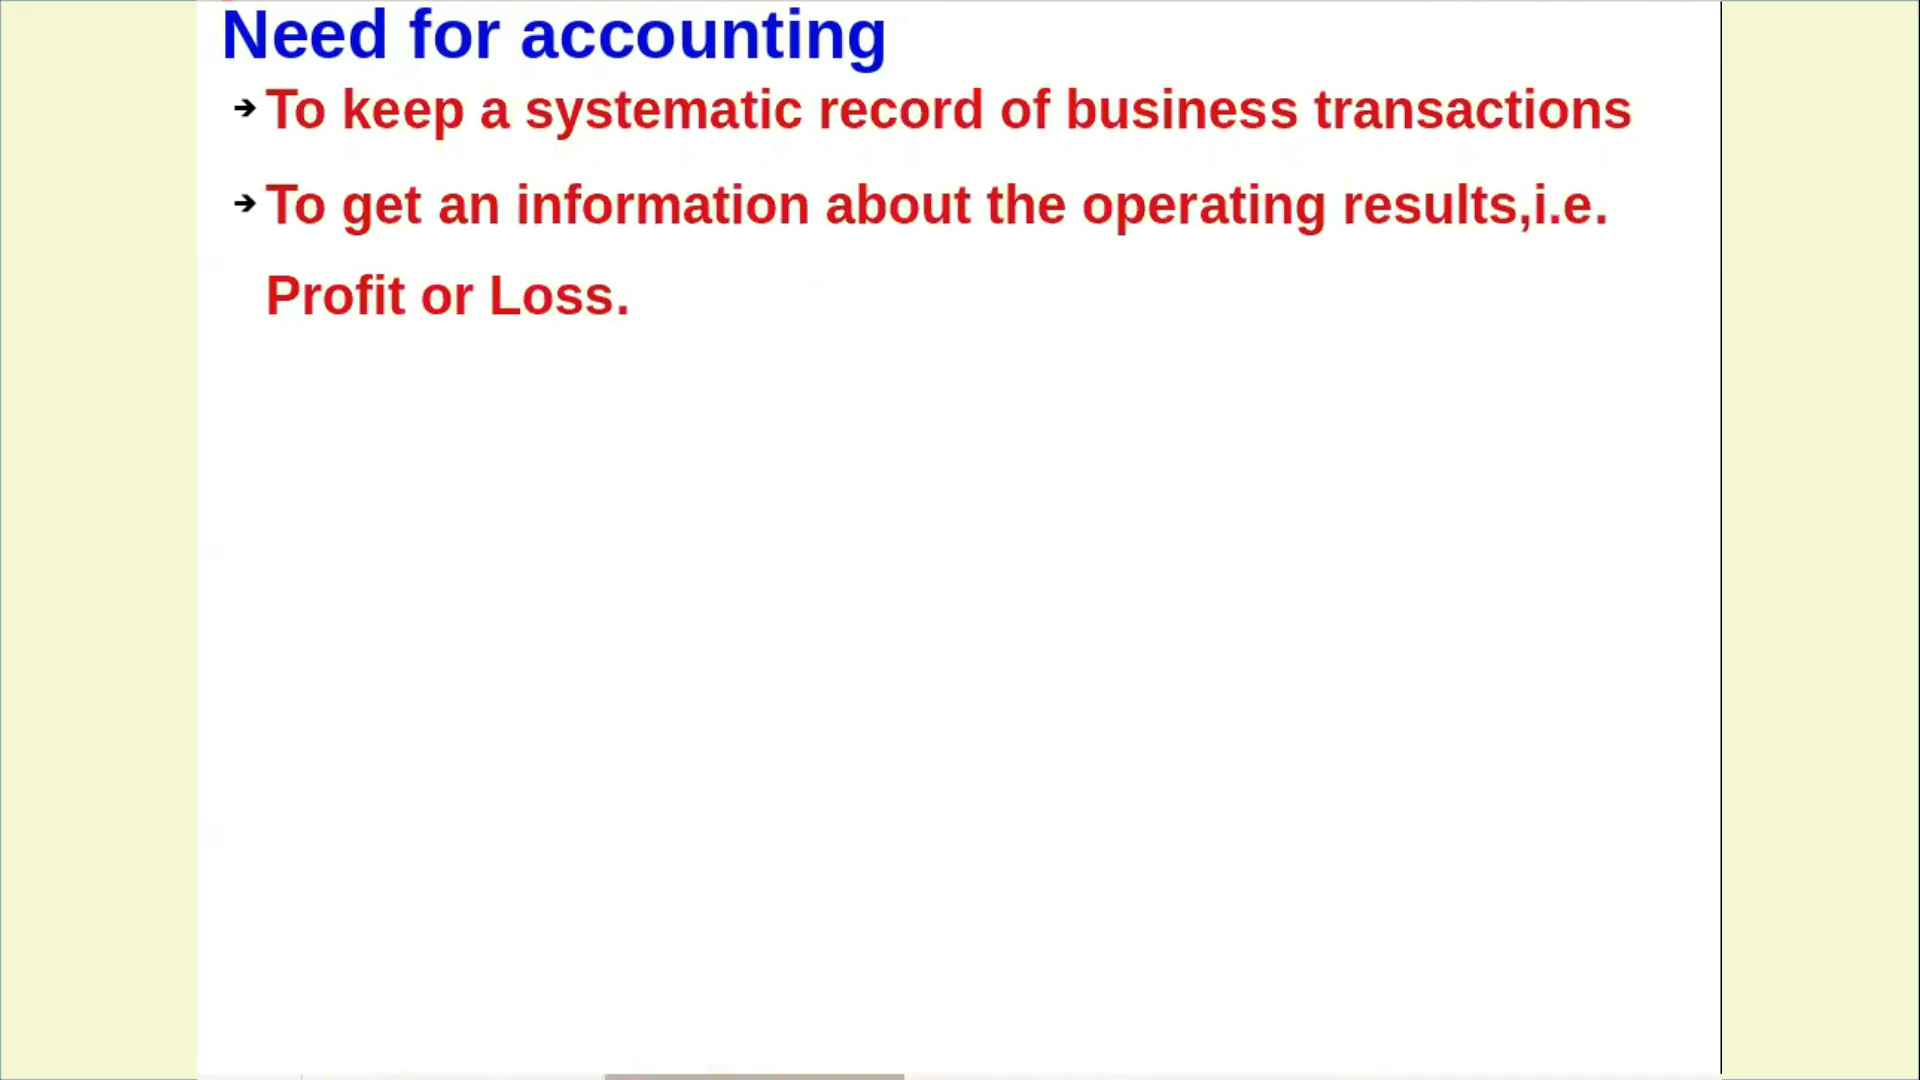 Need for accounting
➔ To keep a systematic record of business transactions
➔ To get an information about the operating results,i.e.
Profit or Loss.